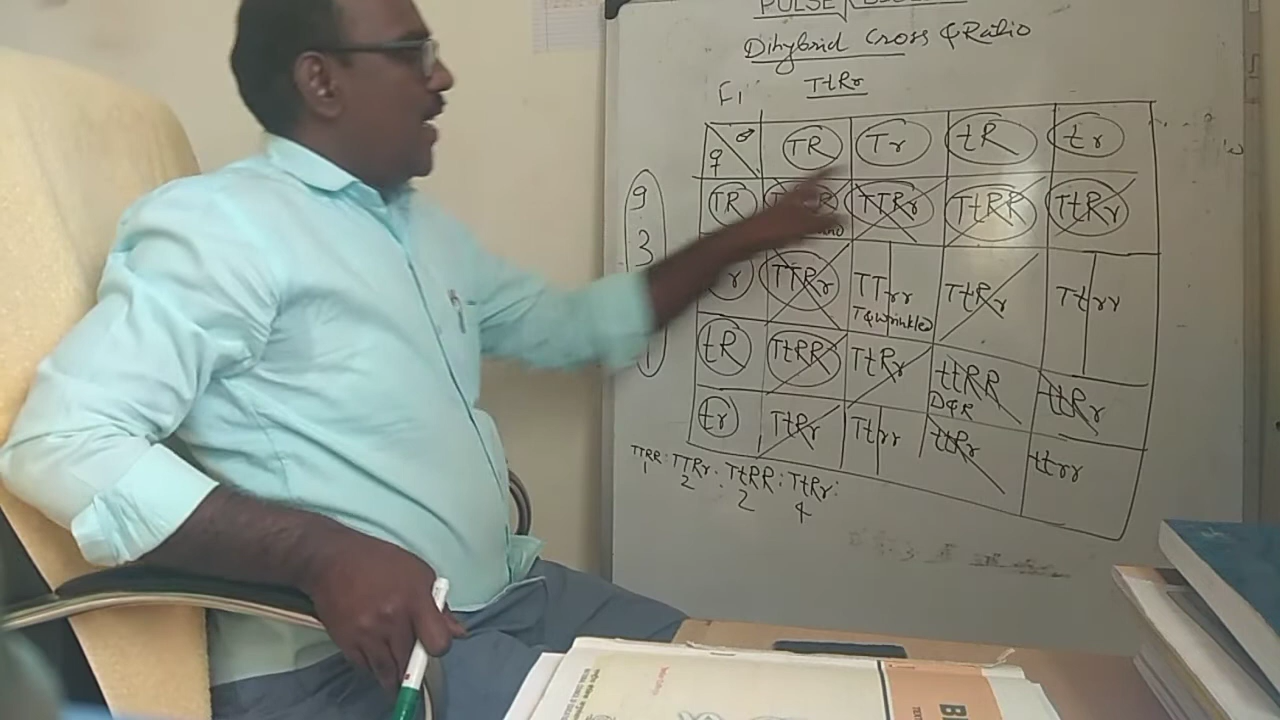 PULSE
Dihybrid Cross & Ratio
F1 TtRr
♀ ♂ TR Tr tR tr
TR TTRr TtRR TtRr
r TTRr TTrr TtRr Ttrr
T & wrinkled
tR TtRR TtRr ttRR ttRr
D & R
tr TtRr Ttrr ttRr ttrr
9
3
1
TTRR : TTRr : TtRR : TtRr :
1 2 2 4